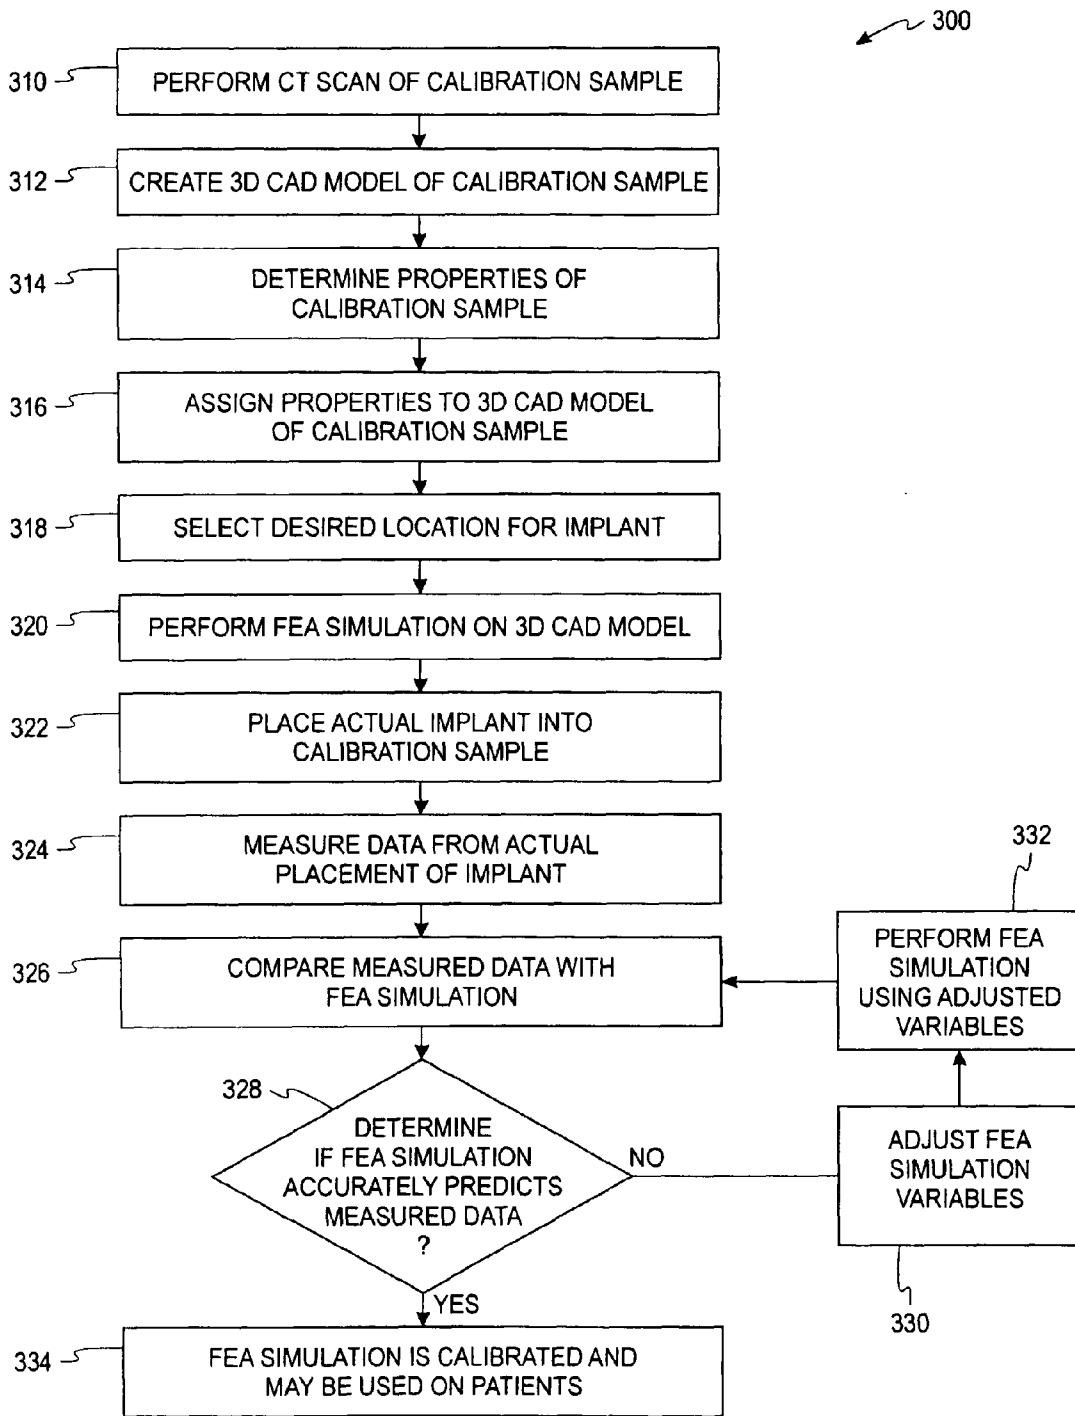 300
310
PERFORM CT SCAN OF CALIBRATION SAMPLE
312
CREATE 3D CAD MODEL OF CALIBRATION SAMPLE
314
DETERMINE PROPERTIES OF
CALIBRATION SAMPLE
316
ASSIGN PROPERTIES TO 3D CAD MODEL
OF CALIBRATION SAMPLE
318
SELECT DESIRED LOCATION FOR IMPLANT
320
PERFORM FEA SIMULATION ON 3D CAD MODEL
322
PLACE ACTUAL IMPLANT INTO
CALIBRATION SAMPLE
324
MEASURE DATA FROM ACTUAL
PLACEMENT OF IMPLANT
326
COMPARE MEASURED DATA WITH
FEA SIMULATION
332
PERFORM FEA
SIMULATION
USING ADJUSTED
VARIABLES
328
DETERMINE
IF FEA SIMULATION
ACCURATELY PREDICTS
MEASURED DATA
?
NO
ADJUST FEA
SIMULATION
VARIABLES
330
YES
334
FEA SIMULATION IS CALIBRATED AND
MAY BE USED ON PATIENTS